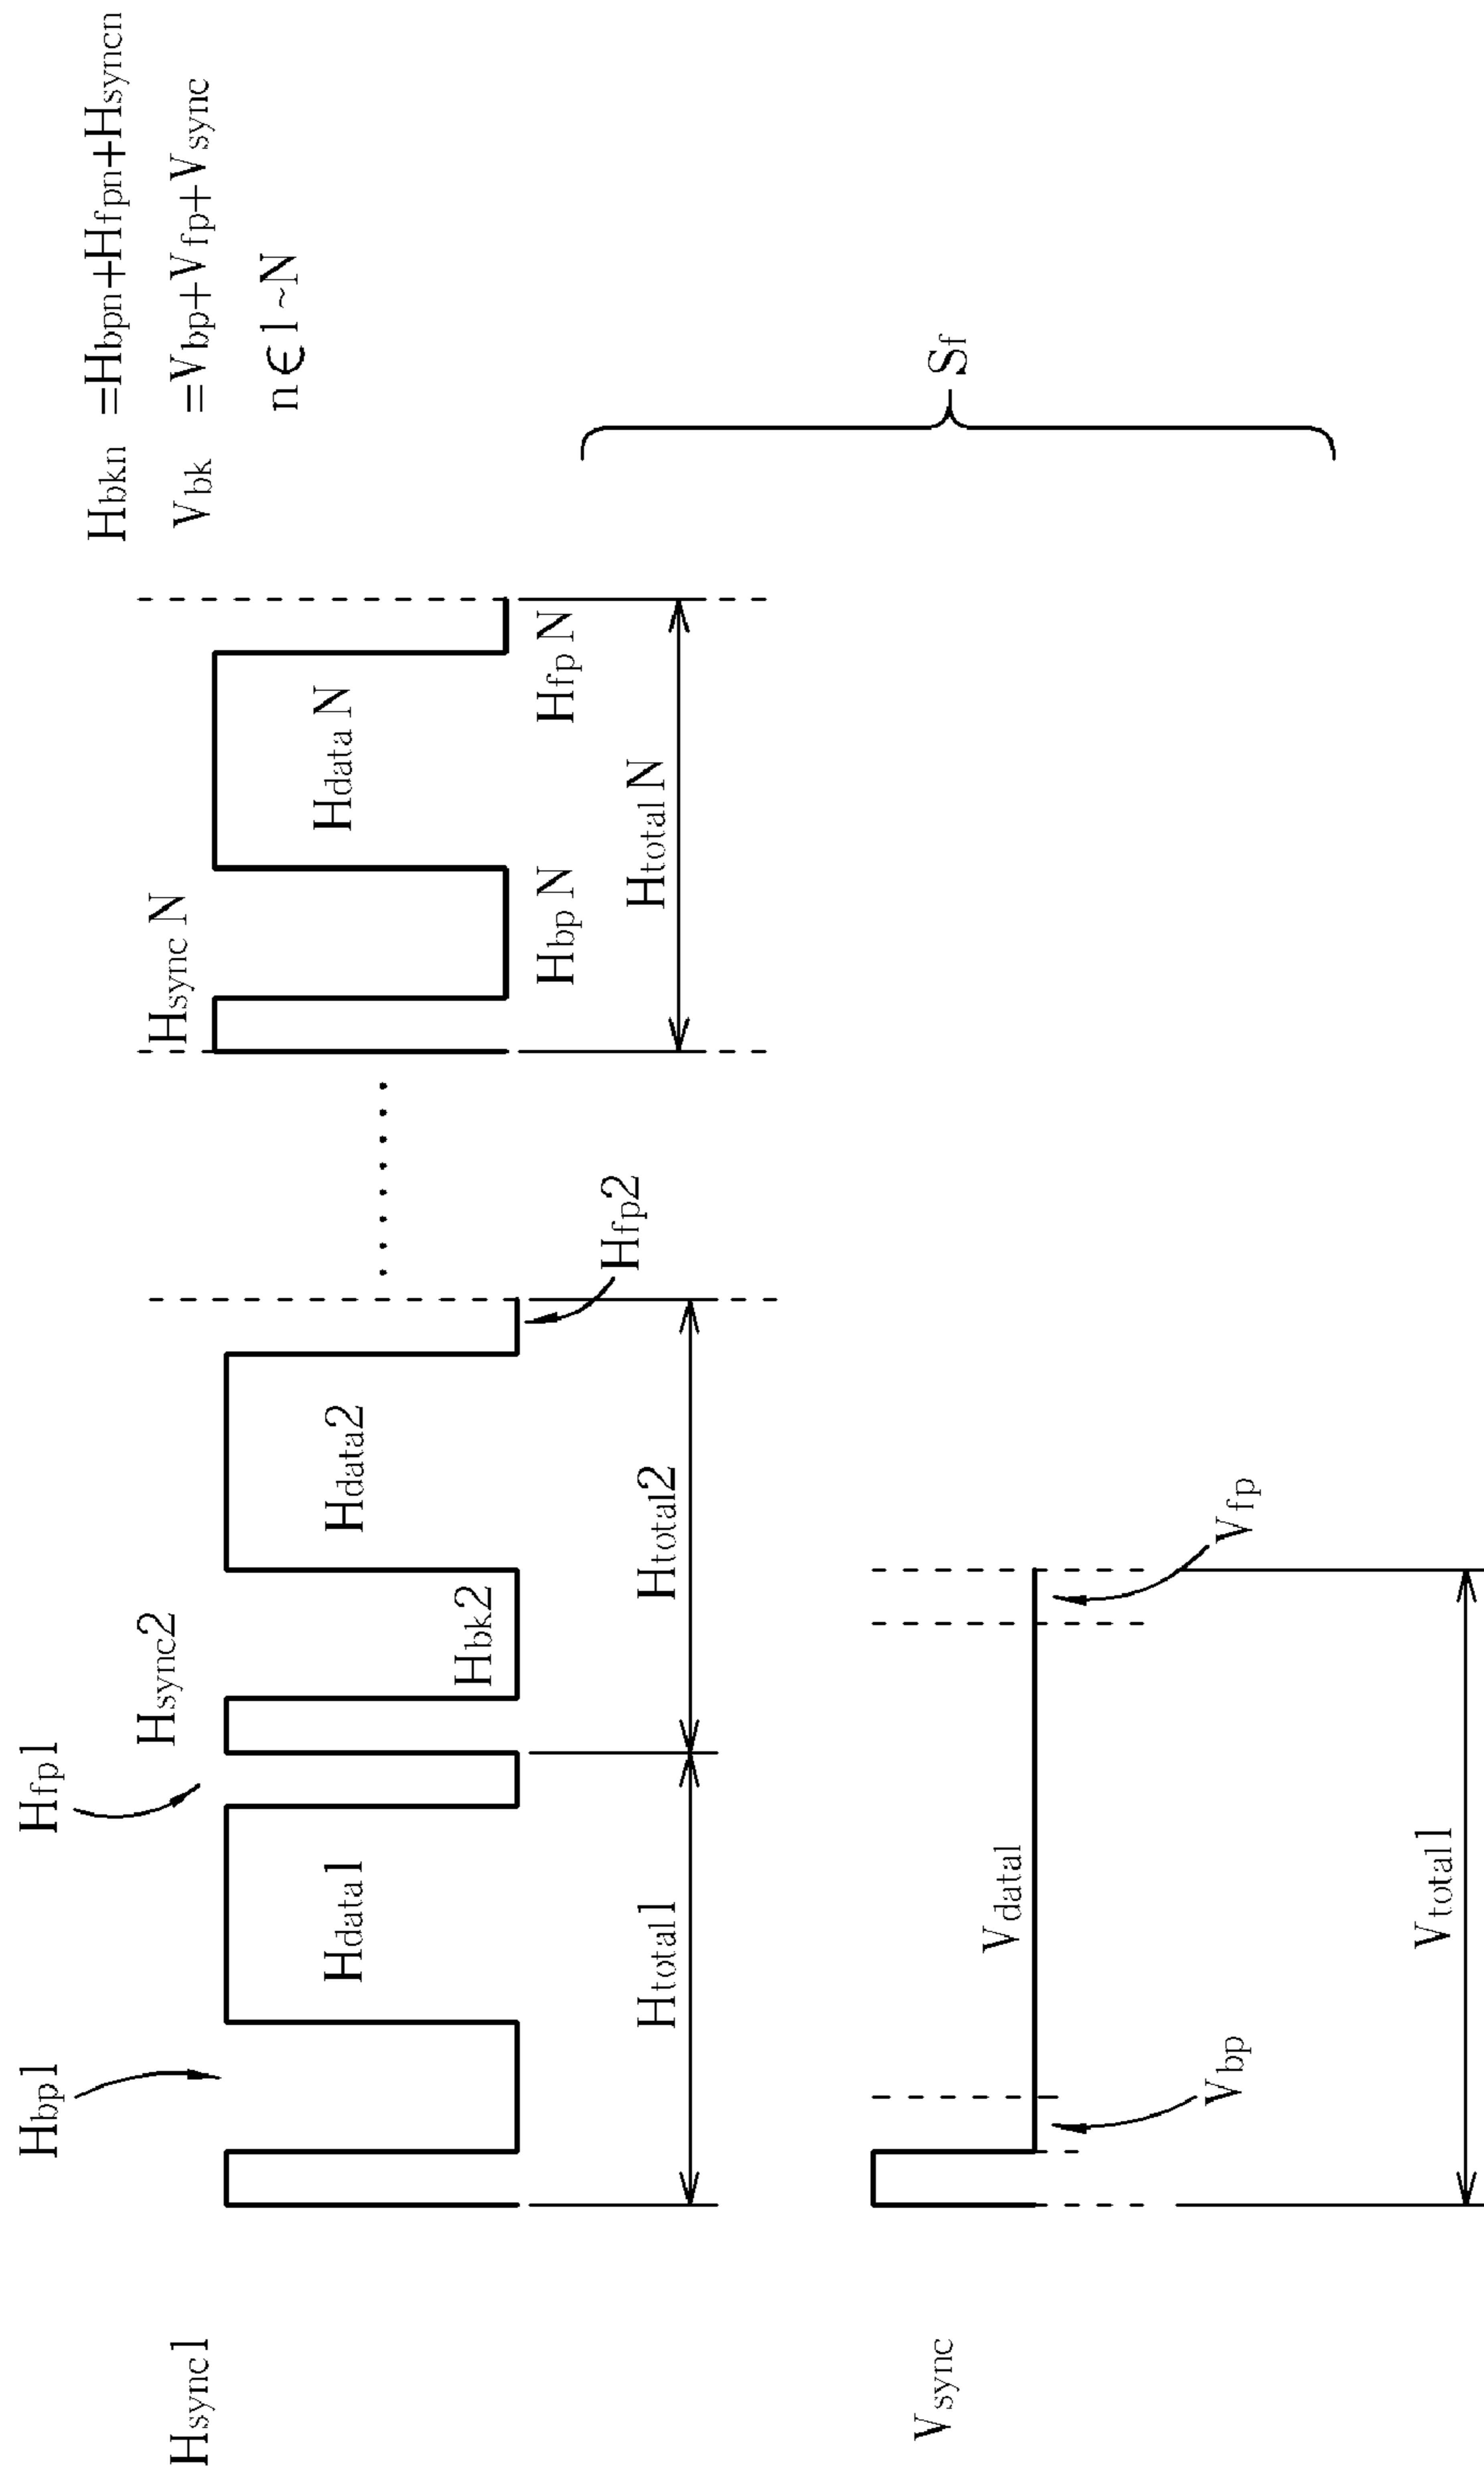 Hbkn =Hbpn+Hfpn+Hsyncn
Vbk =Vbp+Vfp+Vsync
n∈1~N
Hbp1
Hfp1
Hsync1
Hsync2
Hsync N
Hdata1
Hbk2
Hdata2
Hdata N
Hfp2
Hbp N
Hfp N
Htotal1
Htotal2
Htotal N
Sf
Vsync
Vdata1
Vbp
Vfp
Vtotal1